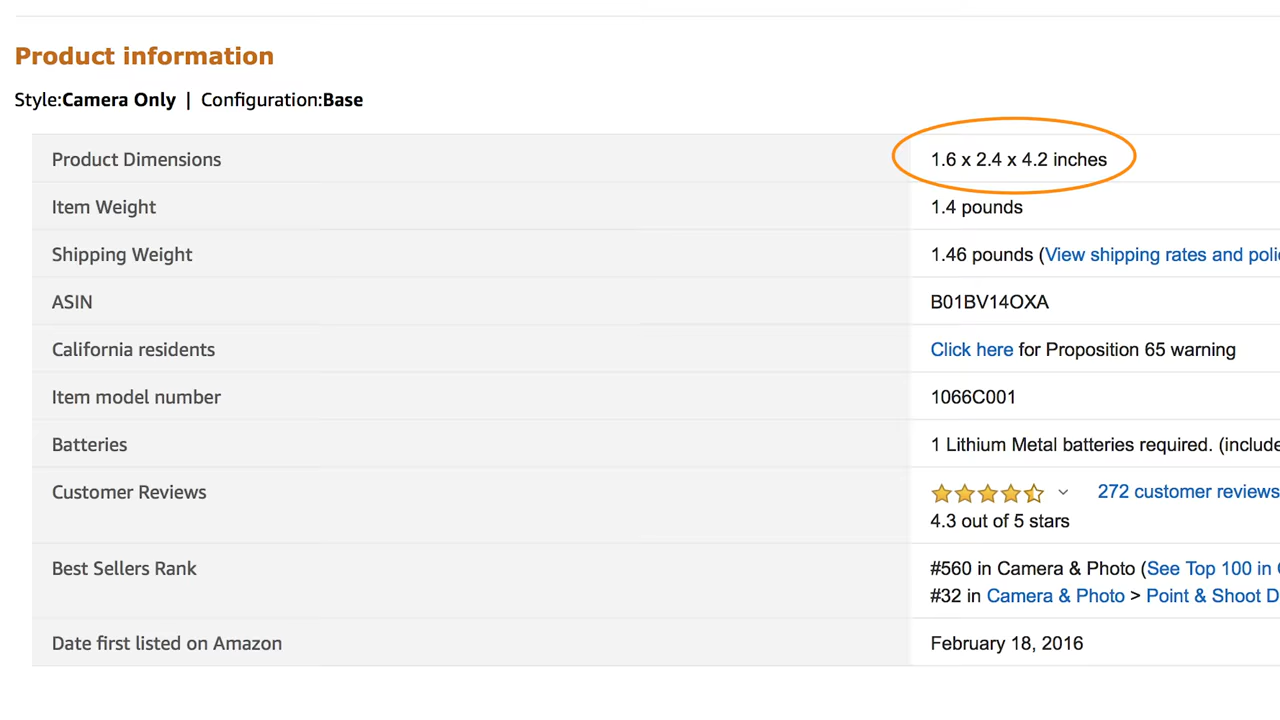 Product information
Style:Camera Only | Configuration:Base
Product Dimensions 1.6 x 2.4 x 4.2 inches
Item Weight 1.4 pounds
Shipping Weight 1.46 pounds (View shipping rates and
ASIN B01BV14OXA
California residents Click here for Proposition 65 warning
Item model number 1066C001
Batteries 1 Lithium Metal batteries required. (
Customer Reviews 272 customer reviews
4.3 out of 5 stars
Best Sellers Rank #560 in Camera & Photo (See Top 100 in
#32 in Camera & Photo > Point & Shoot
Date first listed on Amazon February 18, 2016